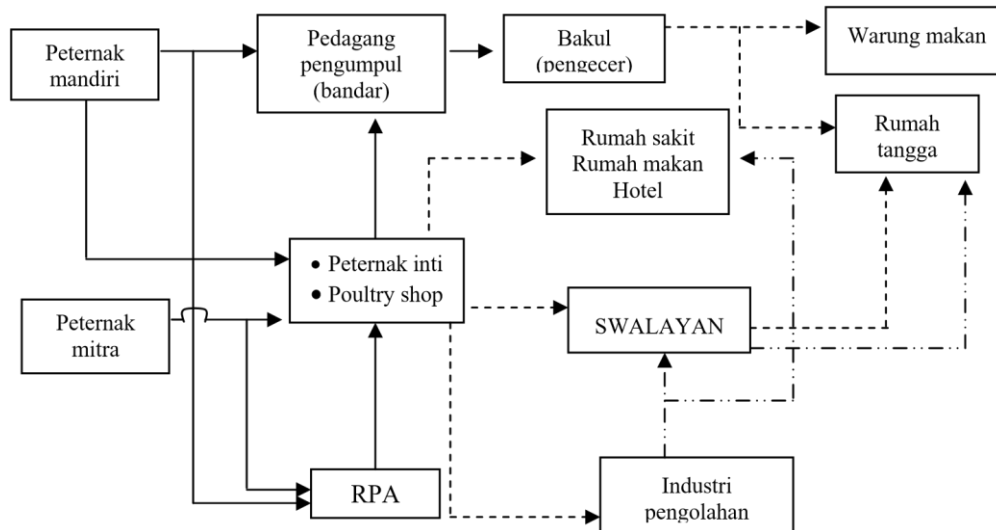 Peternak
mandiri
Pedagang
pengumpul
(bandar)
Bakul
(pengecer)
Warung makan
Rumah sakit
Rumah makan
Hotel
Rumah
tangga
• Peternak inti
• Poultry shop
Peternak
mitra
SWALAYAN
RPA
Industri
pengolahan